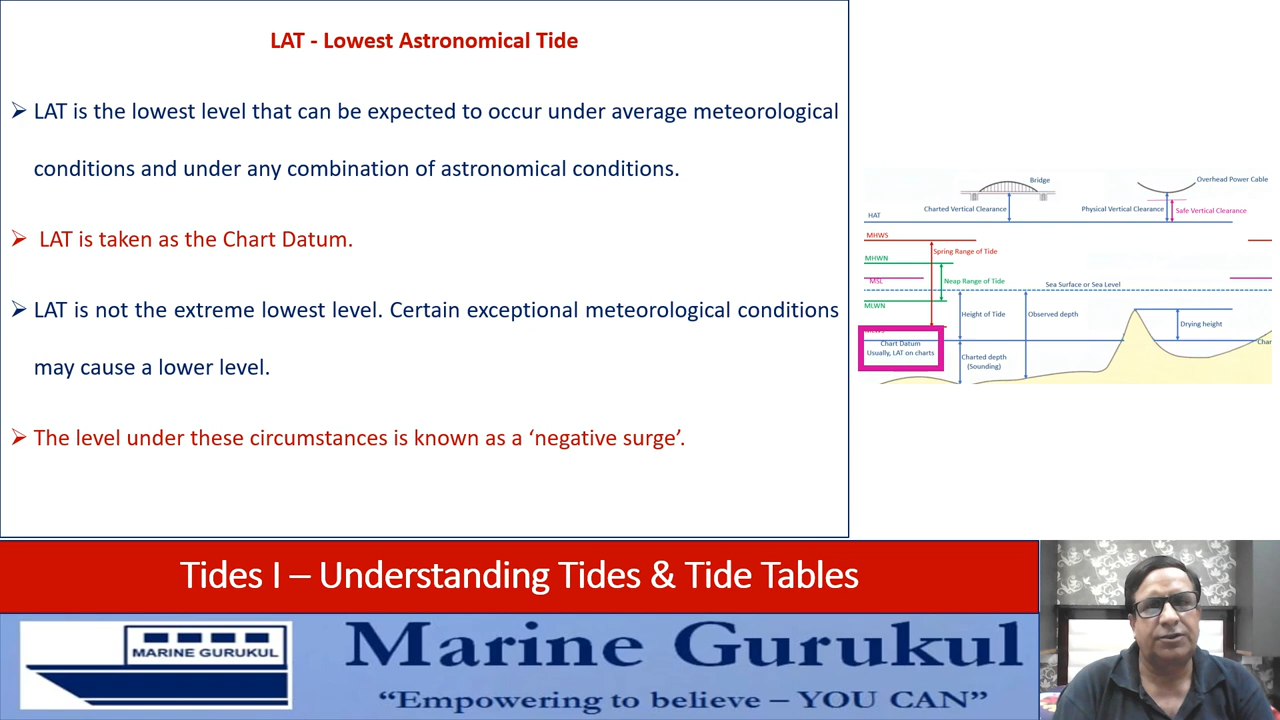 LAT - Lowest Astronomical Tide
➢ LAT is the lowest level that can be expected to occur under average meteorological
conditions and under any combination of astronomical conditions.
➢ LAT is taken as the Chart Datum.
➢ LAT is not the extreme lowest level. Certain exceptional meteorological conditions
may cause a lower level.
➢ The level under these circumstances is known as a ‘negative surge’.
Bridge
Overhead Power Cable
Charted Vertical Clearance
Physical Vertical Clearance
Safe Vertical Clearance
HAT
MHWS
Spring Range of Tide
MHWN
MSL
Neap Range of Tide
Sea Surface or Sea Level
MLWN
Height of Tide
Observed depth
Drying height
Chart Datum
Usually, LAT on charts
Char
Charted depth
(Sounding)
Tides I – Understanding Tides & Tide Tables
MARINE GURUKUL
Marine Gurukul
“Empowering to believe – YOU CAN”